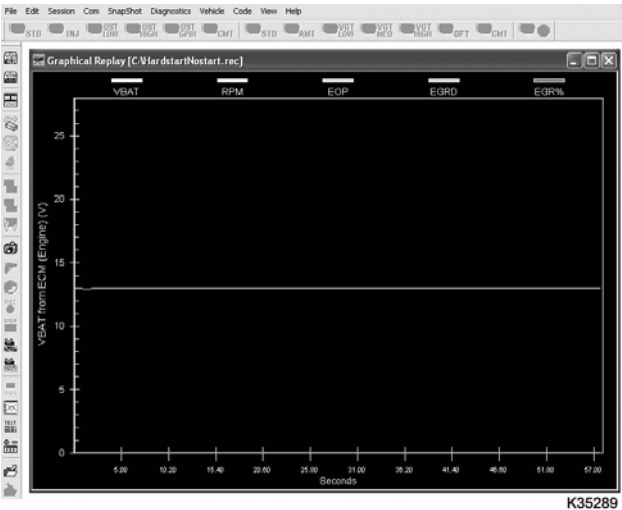 File Edit Session Com SnapShot Diagnostics Vehicle Code View Help
STD INJ OST LOW OST HIGH OST GPRI CMT STD AMT VGT LOW VGT MED VGT HIGH OFT CMT
Graphical Replay [C:\HardstartNostart.rec]
VBAT RPM EOP EGRD EGR%
VBAT from ECM (Engine) (V)
25
20
15
10
5
0
5.00 10.20 15.40 20.60 25.80 31.00 36.20 41.40 46.60 51.80 57.00
Seconds
K35289